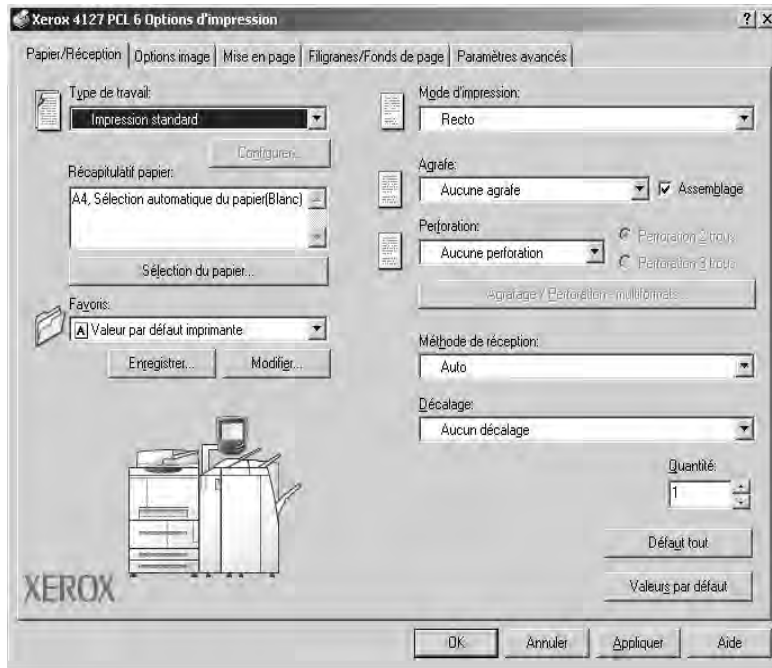 Xerox 4127 PCL 6 Options d'impression
Papier/Réception
Options image
Mise en page
Filigranes/Fonds de page
Paramètres avancés
Type de travail:
Impression standard
Configurer...
Récapitulatif papier:
A4, Sélection automatique du papier(Blanc)
Sélection du papier...
Favoris:
A Valeur par défaut imprimante
Enregistrer...
Modifier...
XEROX
Mode d'impression:
Recto
Agrafe:
Aucune agrafe
Assemblage
Perforation:
Aucune perforation
Perforation 2 trous
Perforation 3 trous
Agrafage / Perforation - multiformats...
Méthode de réception:
Auto
Décalage:
Aucun décalage
Quantité:
1
Défaut tout
Valeurs par défaut
OK
Annuler
Appliquer
Aide